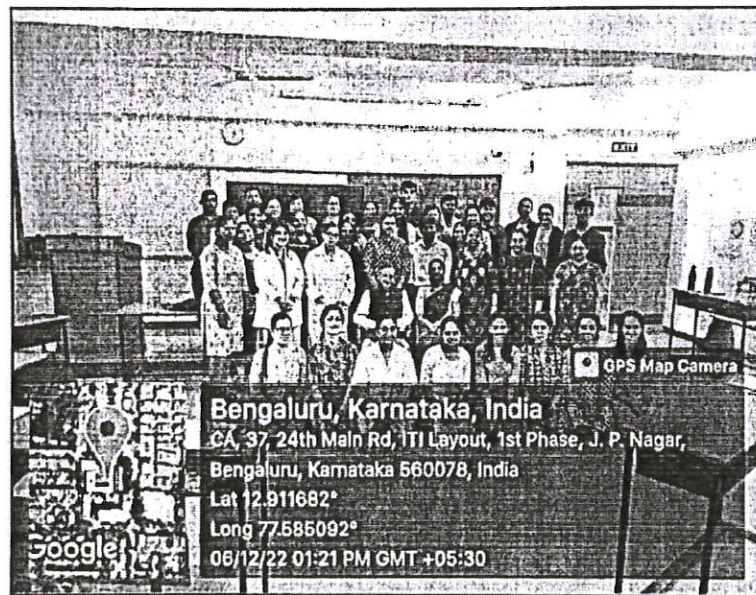 EXIT
GPS Map Camera
Bengaluru, Karnataka, India
CA, 37, 24th Main Rd, ITI Layout, 1st Phase, J. P. Nagar,
Bengaluru, Karnataka 560078, India
Lat 12.911682°
Long 77.585092°
06/12/22 01:21 PM GMT +05:30
Google